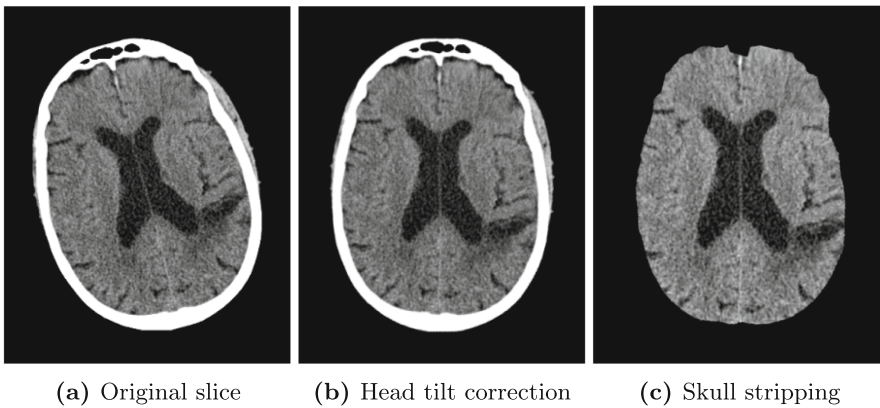 (a) Original slice
(b) Head tilt correction
(c) Skull stripping